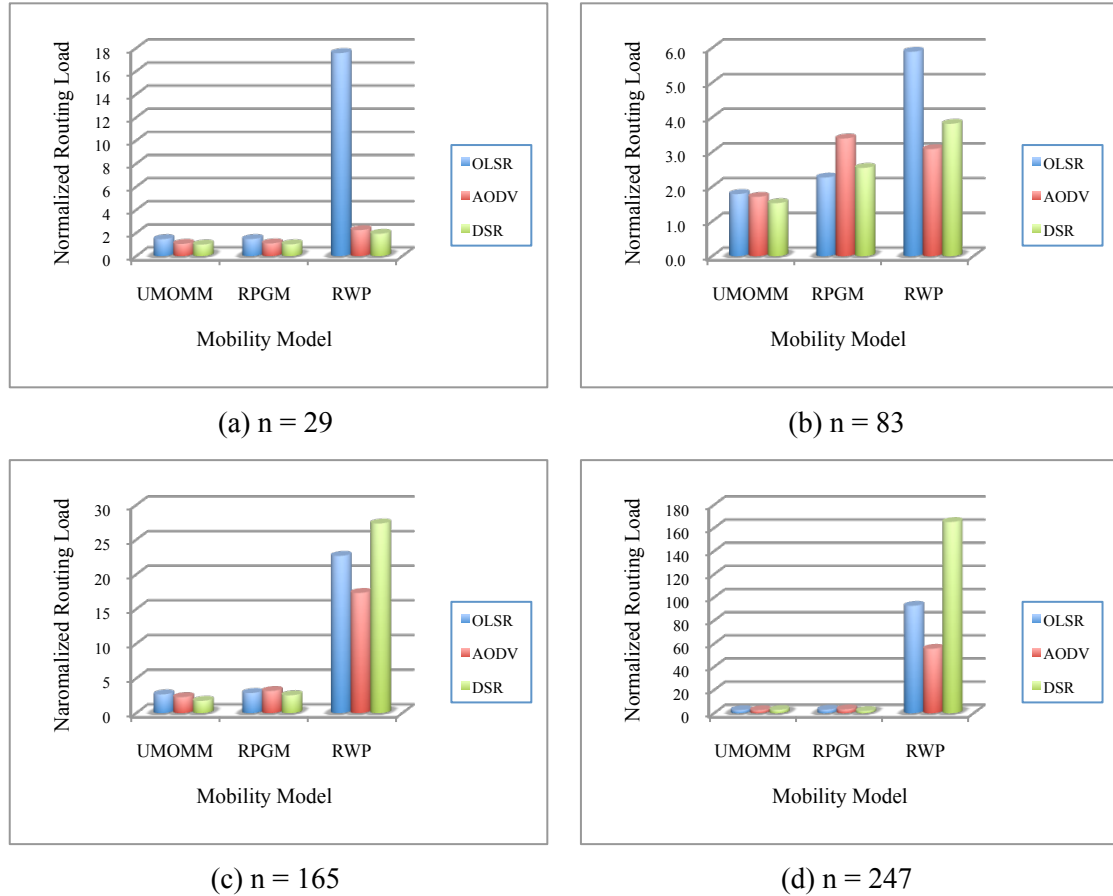 Normalized Routing Load
18
16
14
12
10
8
6
4
2
0
UMOMM RPGM RWP
Mobility Model
OLSR
AODV
DSR
(a) n = 29
Normalized Routing Load
6.0
5.0
4.0
3.0
2.0
1.0
0.0
UMOMM RPGM RWP
Mobility Model
OLSR
AODV
DSR
(b) n = 83
Naromalized Routing Load
30
25
20
15
10
5
0
UMOMM RPGM RWP
Mobility Model
OLSR
AODV
DSR
(c) n = 165
Normalized Routing Load
180
160
140
120
100
80
60
40
20
0
UMOMM RPGM RWP
Mobility Model
OLSR
AODV
DSR
(d) n = 247